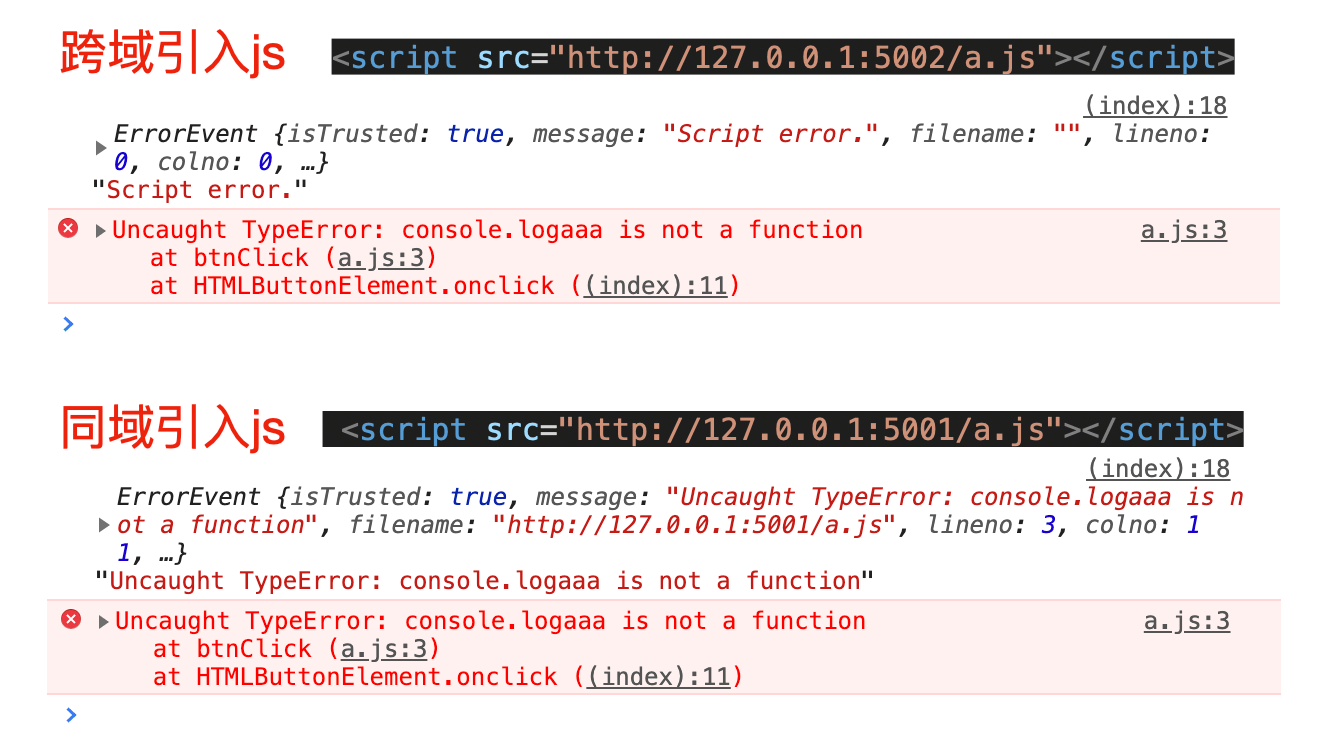 跨域引入js <script src="http://127.0.0.1:5002/a.js"></script>
(index):18
ErrorEvent {isTrusted: true, message: "Script error.", filename: "", lineno:
0, colno: 0, …}
"Script error."
Uncaught TypeError: console.logaaa is not a function a.js:3
at btnClick (a.js:3)
at HTMLButtonElement.onclick ((index):11)
同域引入js <script src="http://127.0.0.1:5001/a.js"></script>
(index):18
ErrorEvent {isTrusted: true, message: "Uncaught TypeError: console.logaaa is n
ot a function", filename: "http://127.0.0.1:5001/a.js", lineno: 3, colno: 1
1, …}
"Uncaught TypeError: console.logaaa is not a function"
Uncaught TypeError: console.logaaa is not a function a.js:3
at btnClick (a.js:3)
at HTMLButtonElement.onclick ((index):11)